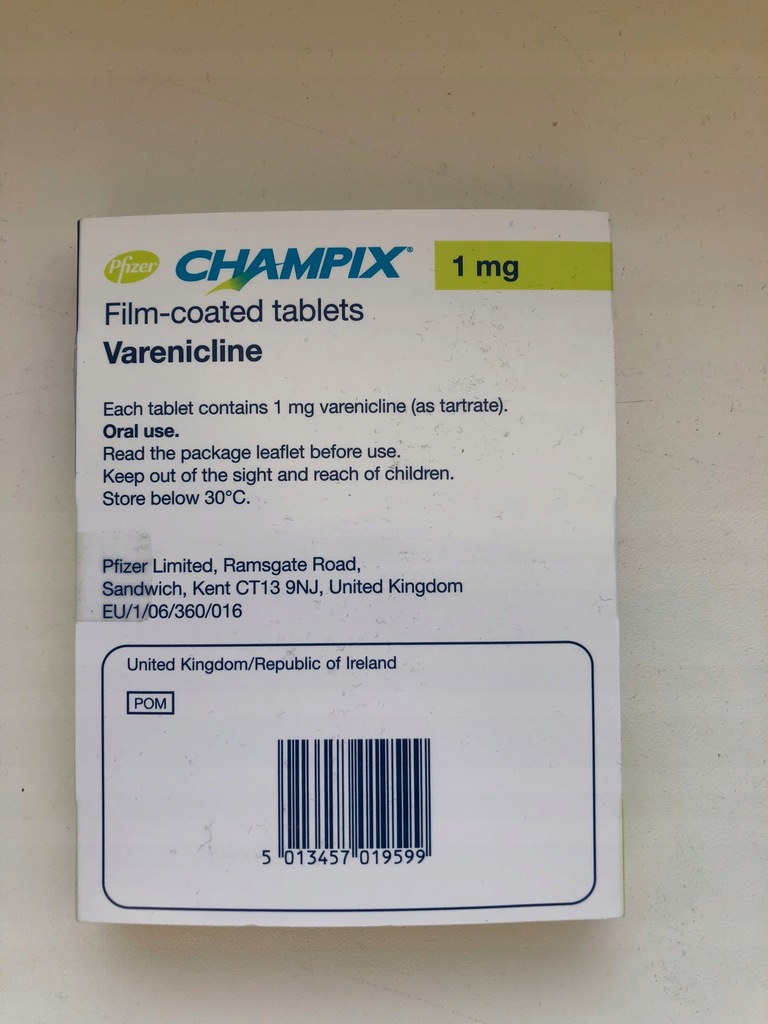 Pfizer CHAMPIX® 1 mg
Film-coated tablets
Varenicline
Each tablet contains 1 mg varenicline (as tartrate).
Oral use.
Read the package leaflet before use.
Keep out of the sight and reach of children.
Store below 30°C.
Pfizer Limited, Ramsgate Road,
Sandwich, Kent CT13 9NJ, United Kingdom
EU/1/06/360/016
United Kingdom/Republic of Ireland
POM
5 013457 019599